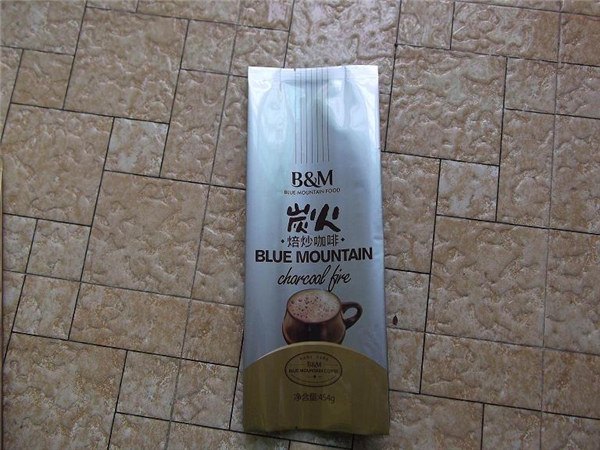 B&M
BLUE MOUNTAIN FOOD
炭火
焙炒咖啡
BLUE MOUNTAIN
charcoal fire
B&M
BLUE MOUNTAIN COFFEE
净含量:454g